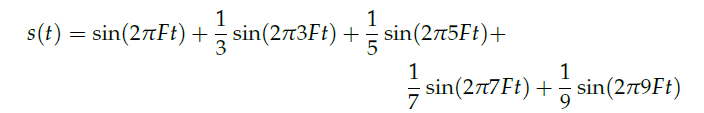 s(t) = sin(2πFt) + 1/3 sin(2π3Ft) + 1/5 sin(2π5Ft)+
1/7 sin(2π7Ft) + 1/9 sin(2π9Ft)